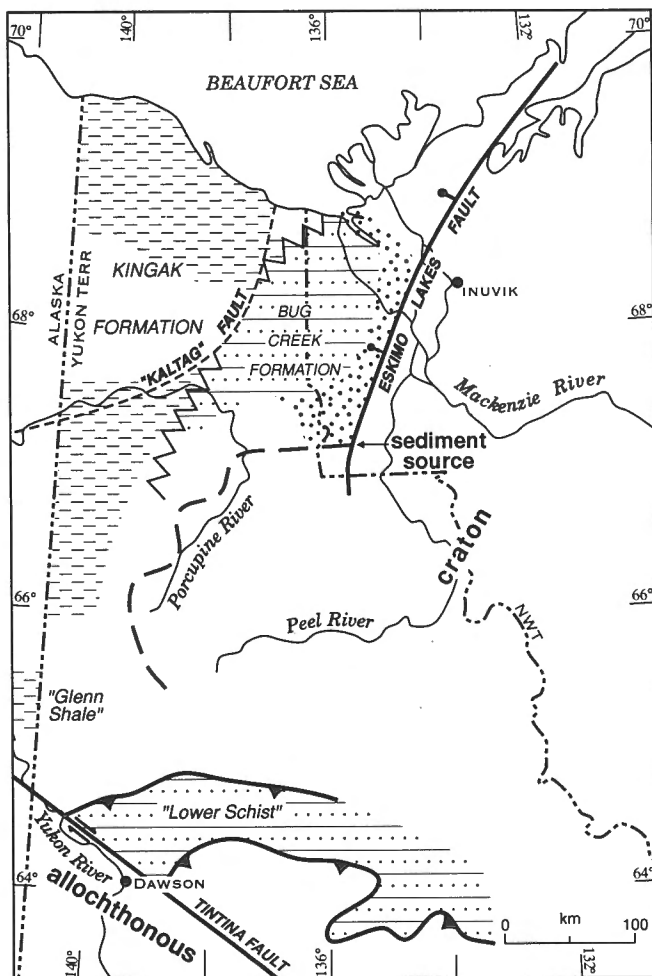 70°
140°
136°
132°
70°
BEAUFORT SEA
KINGAK
FORMATION
ALASKA
YUKON TERR
"KALTAG" FAULT
BUG
CREEK
FORMATION
ESKIMO LAKES FAULT
INUVIK
68°
68°
Mackenzie River
sediment
source
Porcupine River
craton
66°
66°
Peel River
NWT
"Glenn
Shale"
"Lower Schist"
Yukon River
64°
64°
DAWSON
allochthonous
TINTINA FAULT
0 km 100
140°
136°
132°